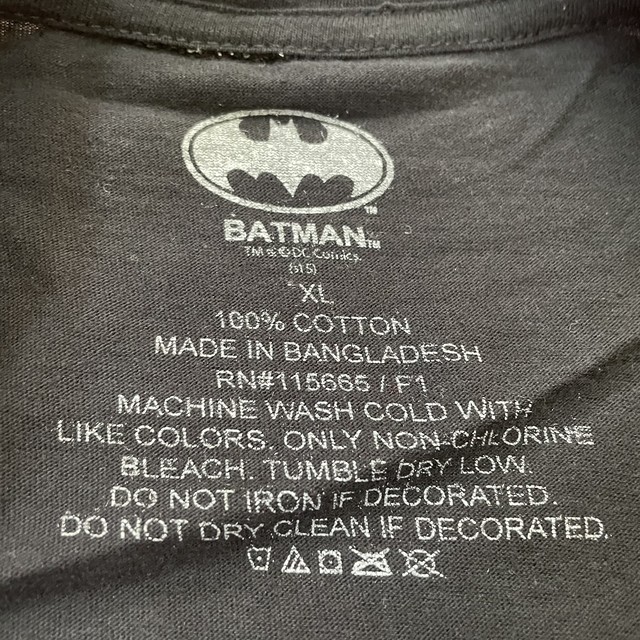 BATMAN™
TM & © DC Comics.
(s15)
XL
100% COTTON
MADE IN BANGLADESH
RN#115665 / F1
MACHINE WASH COLD WITH
LIKE COLORS. ONLY NON-CHLORINE
BLEACH. TUMBLE DRY LOW.
DO NOT IRON IF DECORATED.
DO NOT DRY CLEAN IF DECORATED.